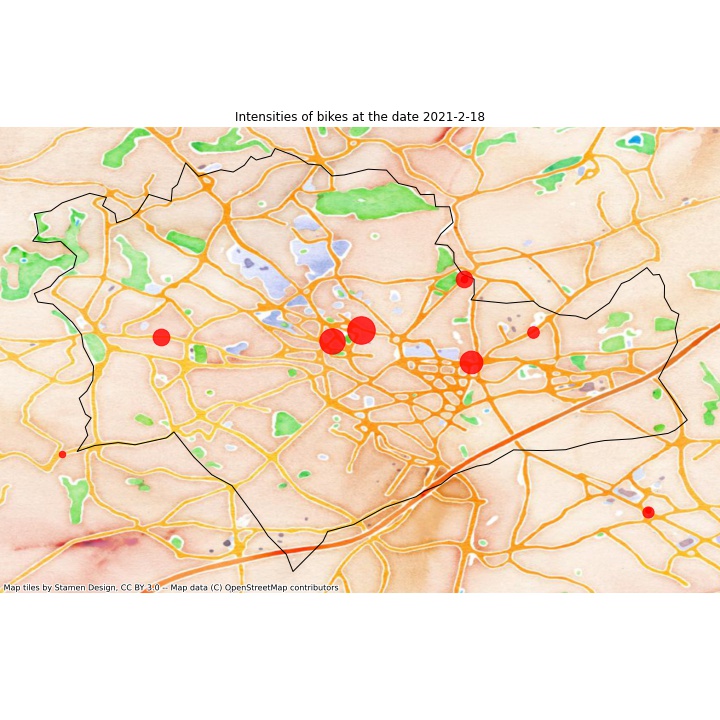 Intensities of bikes at the date 2021-2-18
Map tiles by Stamen Design, CC BY 3.0 -- Map data (C) OpenStreetMap contributors